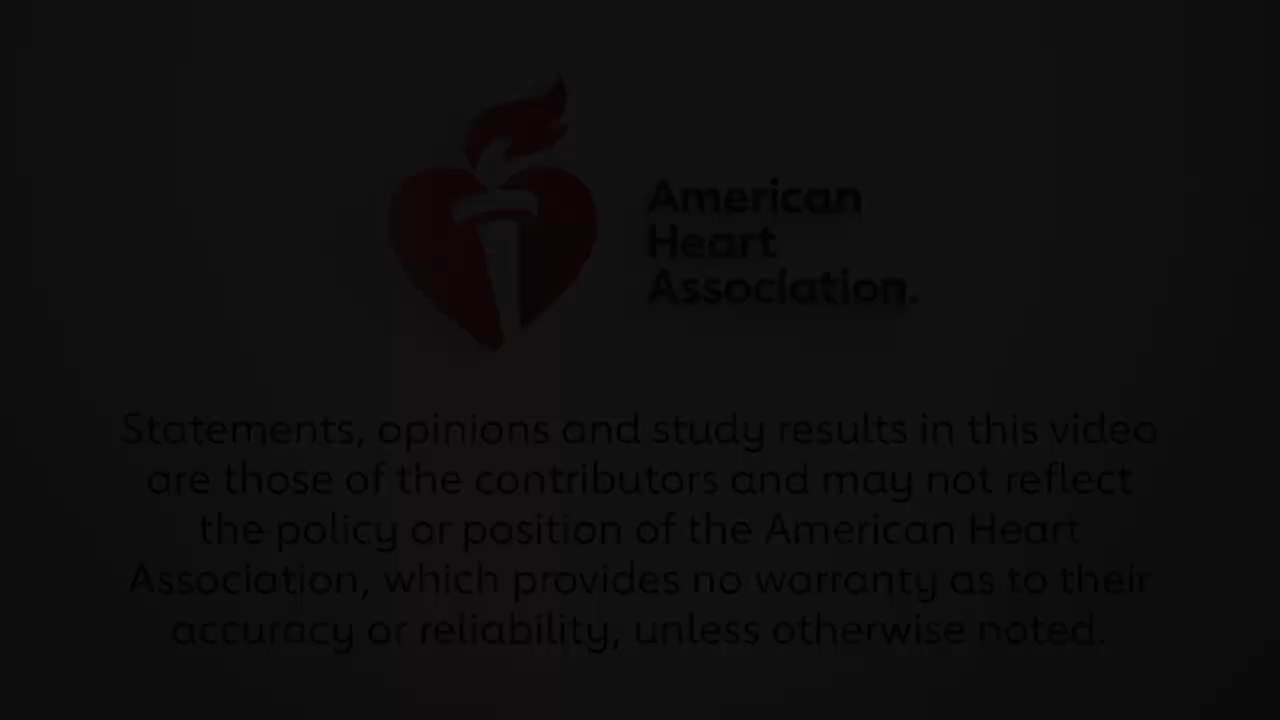 American
Heart
Association.
Statements, opinions and study results in this video
are those of the contributors and may not reflect
the policy or position of the American Heart
Association, which provides no warranty as to their
accuracy or reliability, unless otherwise noted.